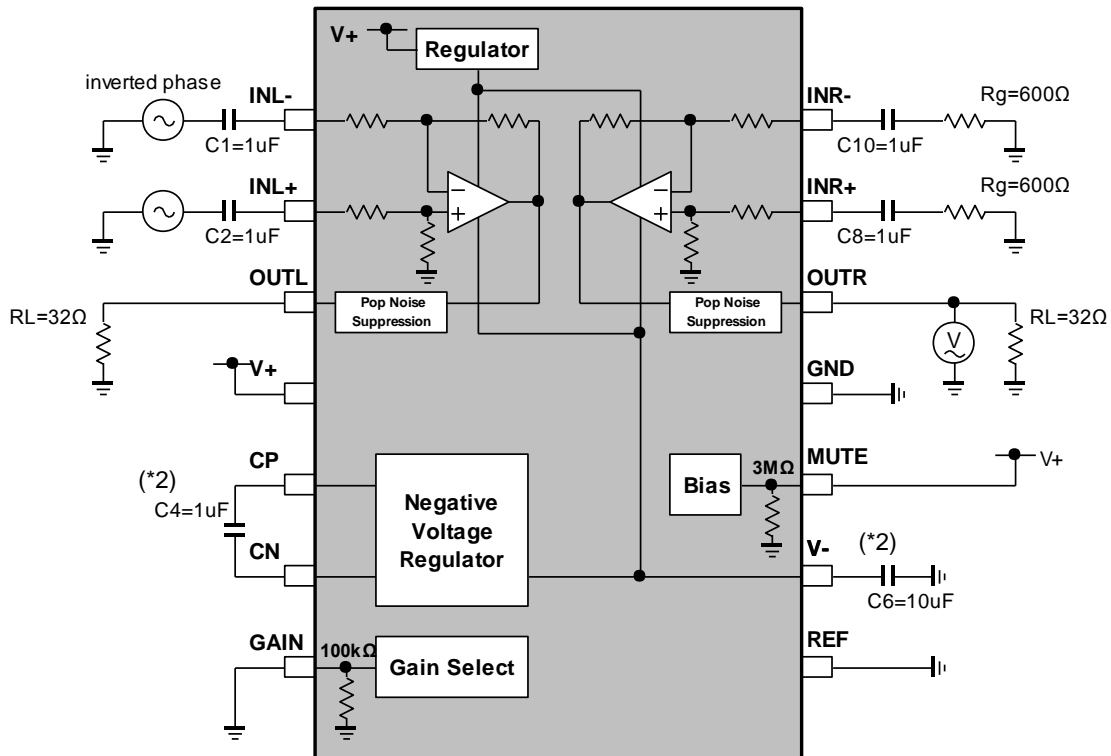 V+
Regulator
inverted phase
INL-
C1=1uF
INR-
C10=1uF
Rg=600Ω
−
+
−
+
INL+
C2=1uF
INR+
C8=1uF
Rg=600Ω
OUTL
RL=32Ω
Pop Noise
Suppression
Pop Noise
Suppression
OUTR
V
RL=32Ω
V+
GND
CP
(*2)
C4=1uF
CN
Negative
Voltage
Regulator
Bias
3MΩ
MUTE
V+
V-
(*2)
C6=10uF
GAIN
100kΩ
Gain Select
REF